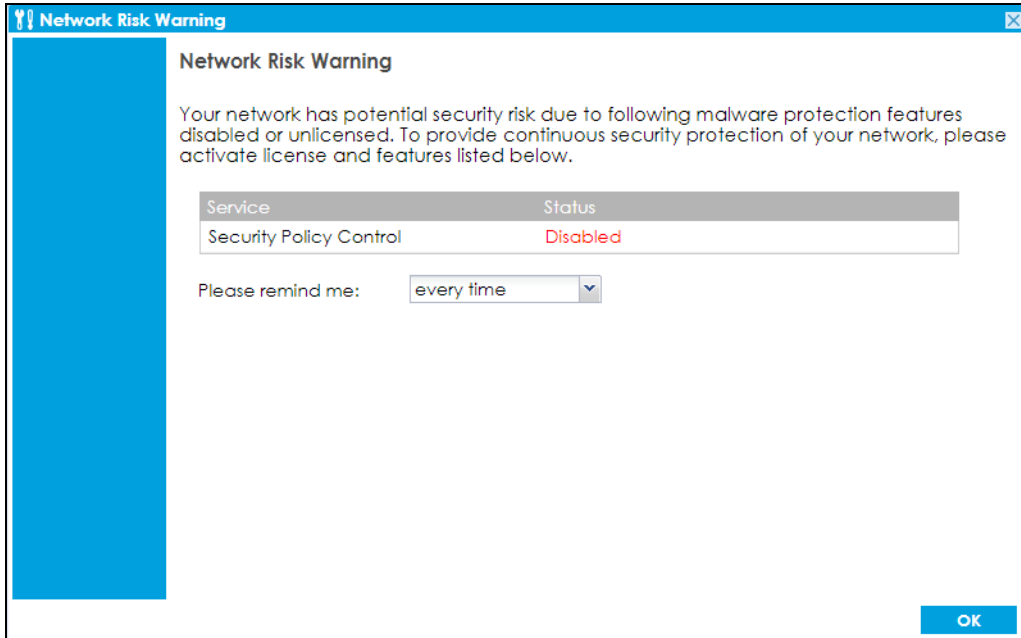 Network Risk Warning
Network Risk Warning
Your network has potential security risk due to following malware protection features
disabled or unlicensed. To provide continuous security protection of your network, please
activate license and features listed below.
Service Status
Security Policy Control Disabled
Please remind me: every time
OK